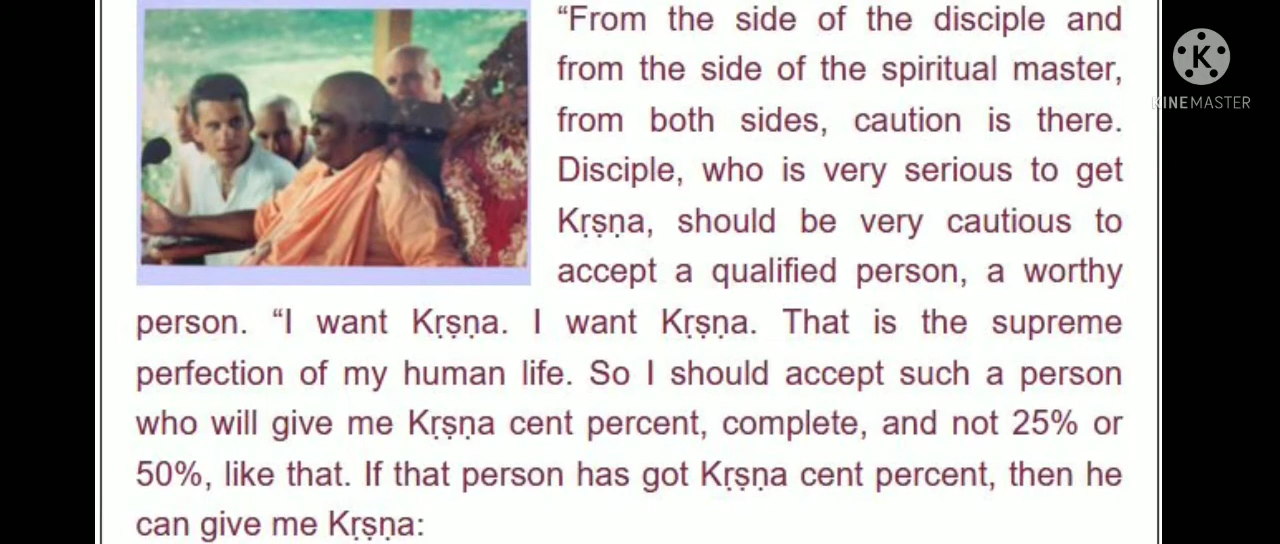 “From the side of the disciple and
from the side of the spiritual master,
from both sides, caution is there.
Disciple, who is very serious to get
Kṛṣṇa, should be very cautious to
accept a qualified person, a worthy
person. “I want Kṛṣṇa. I want Kṛṣṇa. That is the supreme
perfection of my human life. So I should accept such a person
who will give me Kṛṣṇa cent percent, complete, and not 25% or
50%, like that. If that person has got Kṛṣṇa cent percent, then he
can give me Kṛṣṇa:
K
KINEMASTER